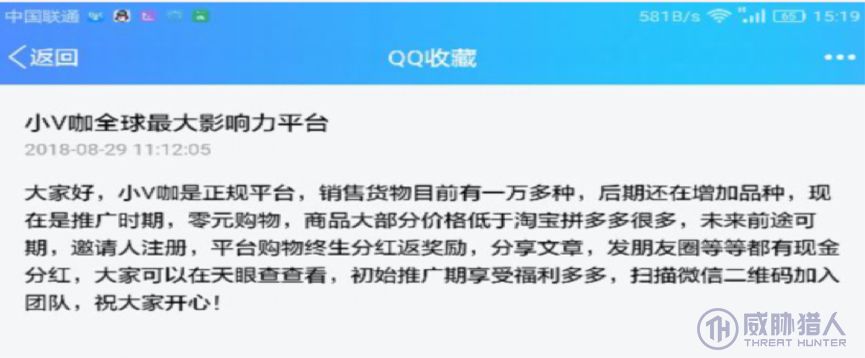 中国联通
581B/s
65
15:19
返回
QQ收藏
小V咖全球最大影响力平台
2018-08-29 11:12:05
大家好，小V咖是正规平台，销售货物目前有一万多种，后期还在增加品种，现
在是推广时期，零元购物，商品大部分价格低于淘宝拼多多很多，未来前途可
期，邀请人注册，平台购物终生分红返奖励，分享文章，发朋友圈等等都有现金
分红，大家可以在天眼查查看，初始推广期享受福利多多，扫描微信二维码加入
团队，祝大家开心！
威胁猎人
THREAT HUNTER